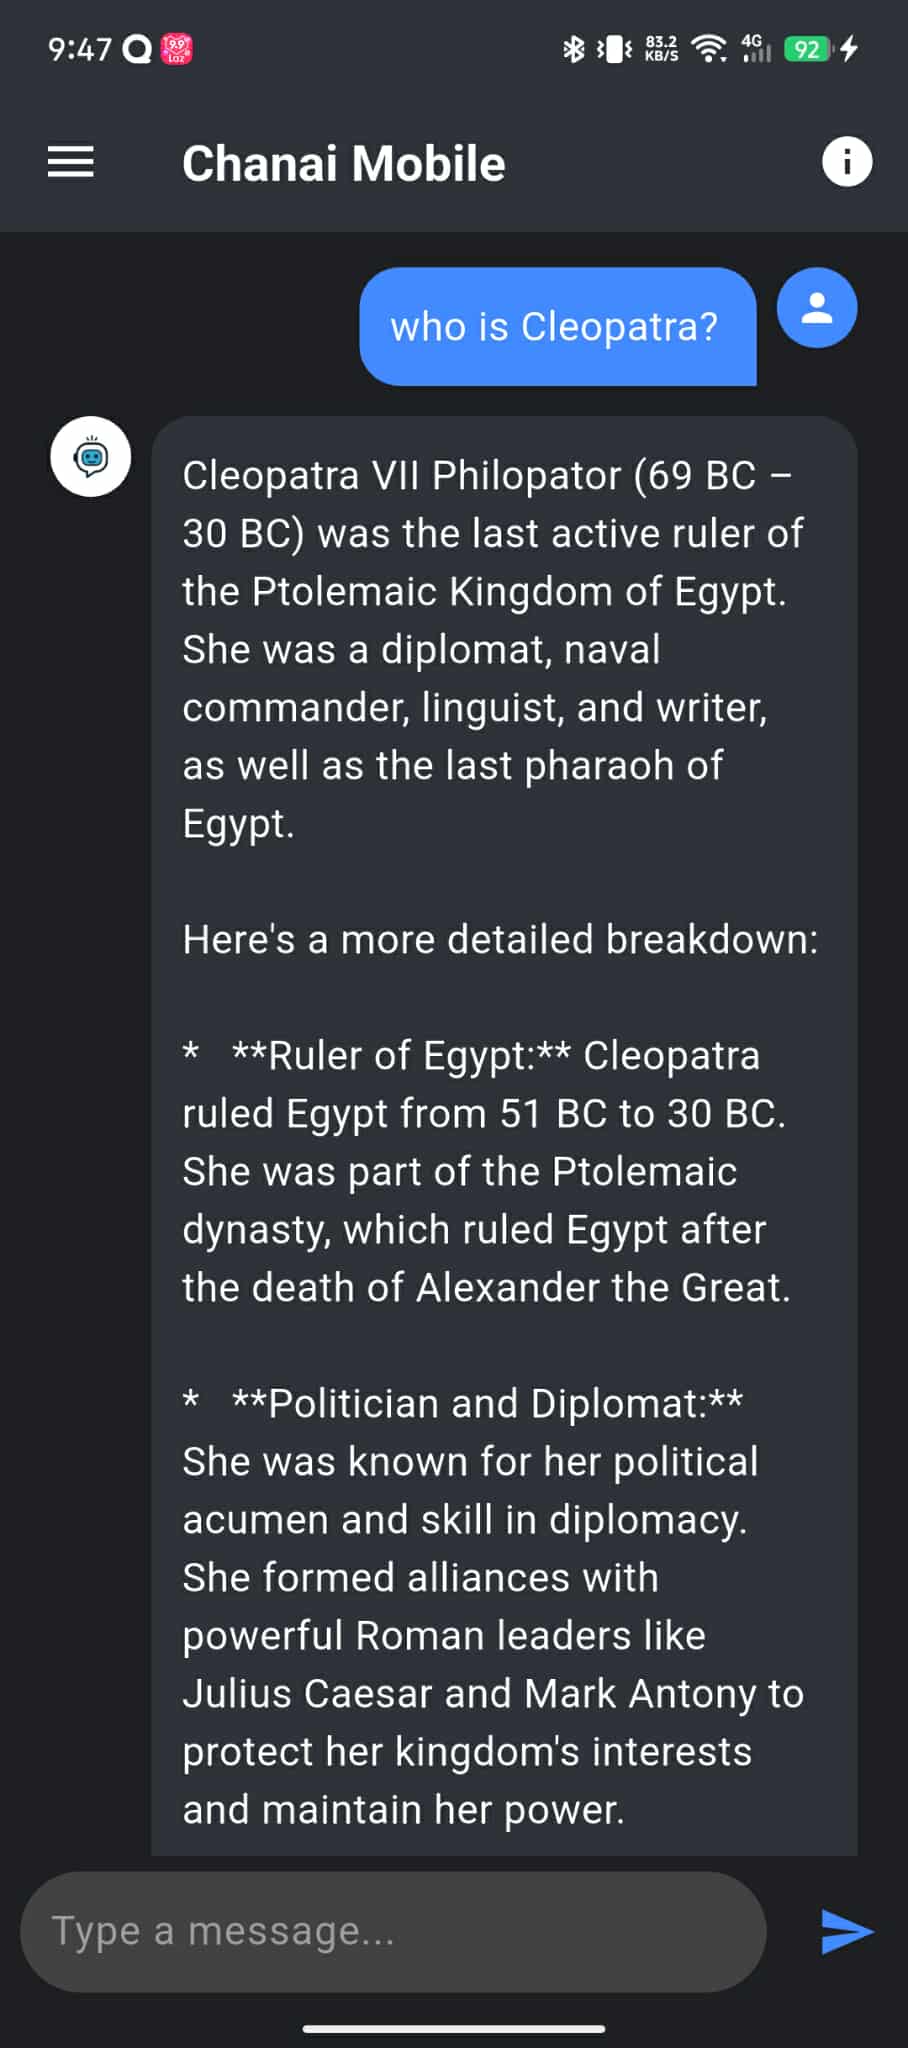 9:47
99
LAZ
83.2
KB/S
4G
92
Chanai Mobile
who is Cleopatra?
Cleopatra VII Philopator (69 BC –
30 BC) was the last active ruler of
the Ptolemaic Kingdom of Egypt.
She was a diplomat, naval
commander, linguist, and writer,
as well as the last pharaoh of
Egypt.
Here's a more detailed breakdown:
*   **Ruler of Egypt:** Cleopatra
ruled Egypt from 51 BC to 30 BC.
She was part of the Ptolemaic
dynasty, which ruled Egypt after
the death of Alexander the Great.
*   **Politician and Diplomat:**
She was known for her political
acumen and skill in diplomacy.
She formed alliances with
powerful Roman leaders like
Julius Caesar and Mark Antony to
protect her kingdom's interests
and maintain her power.
Type a message...